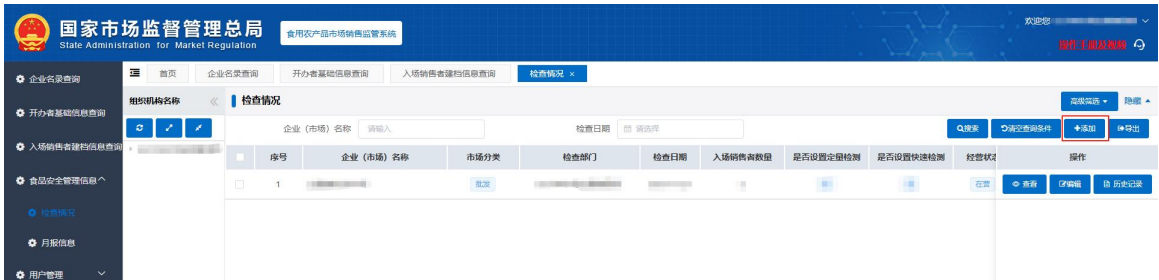 国家市场监督管理总局
State Administration for Market Regulation
食用农产品市场销售监管系统
欢迎您
操作手册及视频
企业名录查询
开办者基础信息查询
入场销售者建档信息查询
食品安全管理信息
检查情况
月报信息
用户管理
首页 企业名录查询 开办者基础信息查询 入场销售者建档信息查询 检查情况 ×
组织机构名称
检查情况
高级筛选 隐藏
企业（市场）名称 请输入 检查日期 请选择 搜索 清空查询条件 +添加 导出
序号 企业（市场）名称 市场分类 检查部门 检查日期 入场销售者数量 是否设置定量检测 是否设置快速检测 经营状态 操作
1 批发 在营 查看 编辑 历史记录